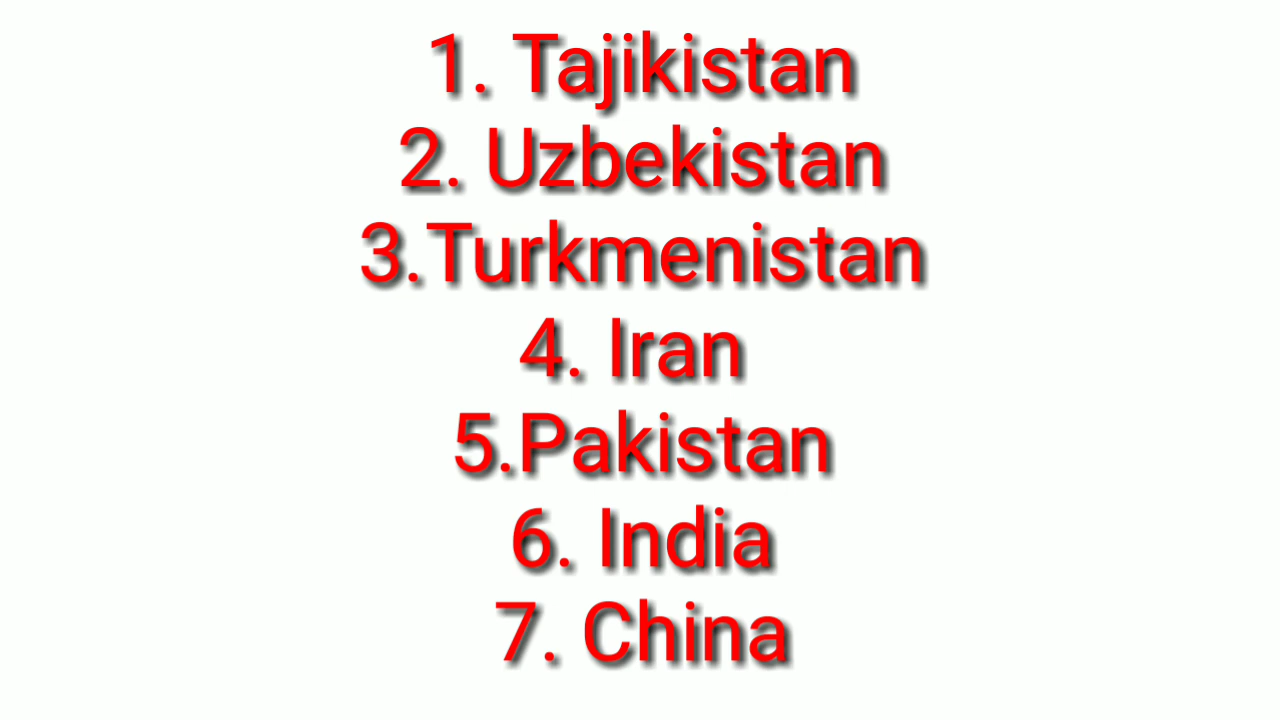 1. Tajikistan
2. Uzbekistan
3.Turkmenistan
4. Iran
5.Pakistan
6. India
7. China